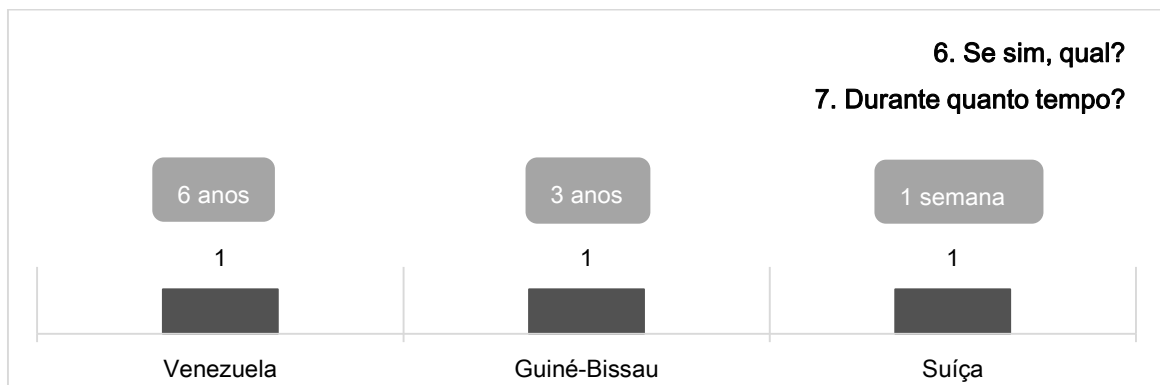 6. Se sim, qual?
7. Durante quanto tempo?
6 anos
3 anos
1 semana
1
1
1
Venezuela
Guiné-Bissau
Suíça